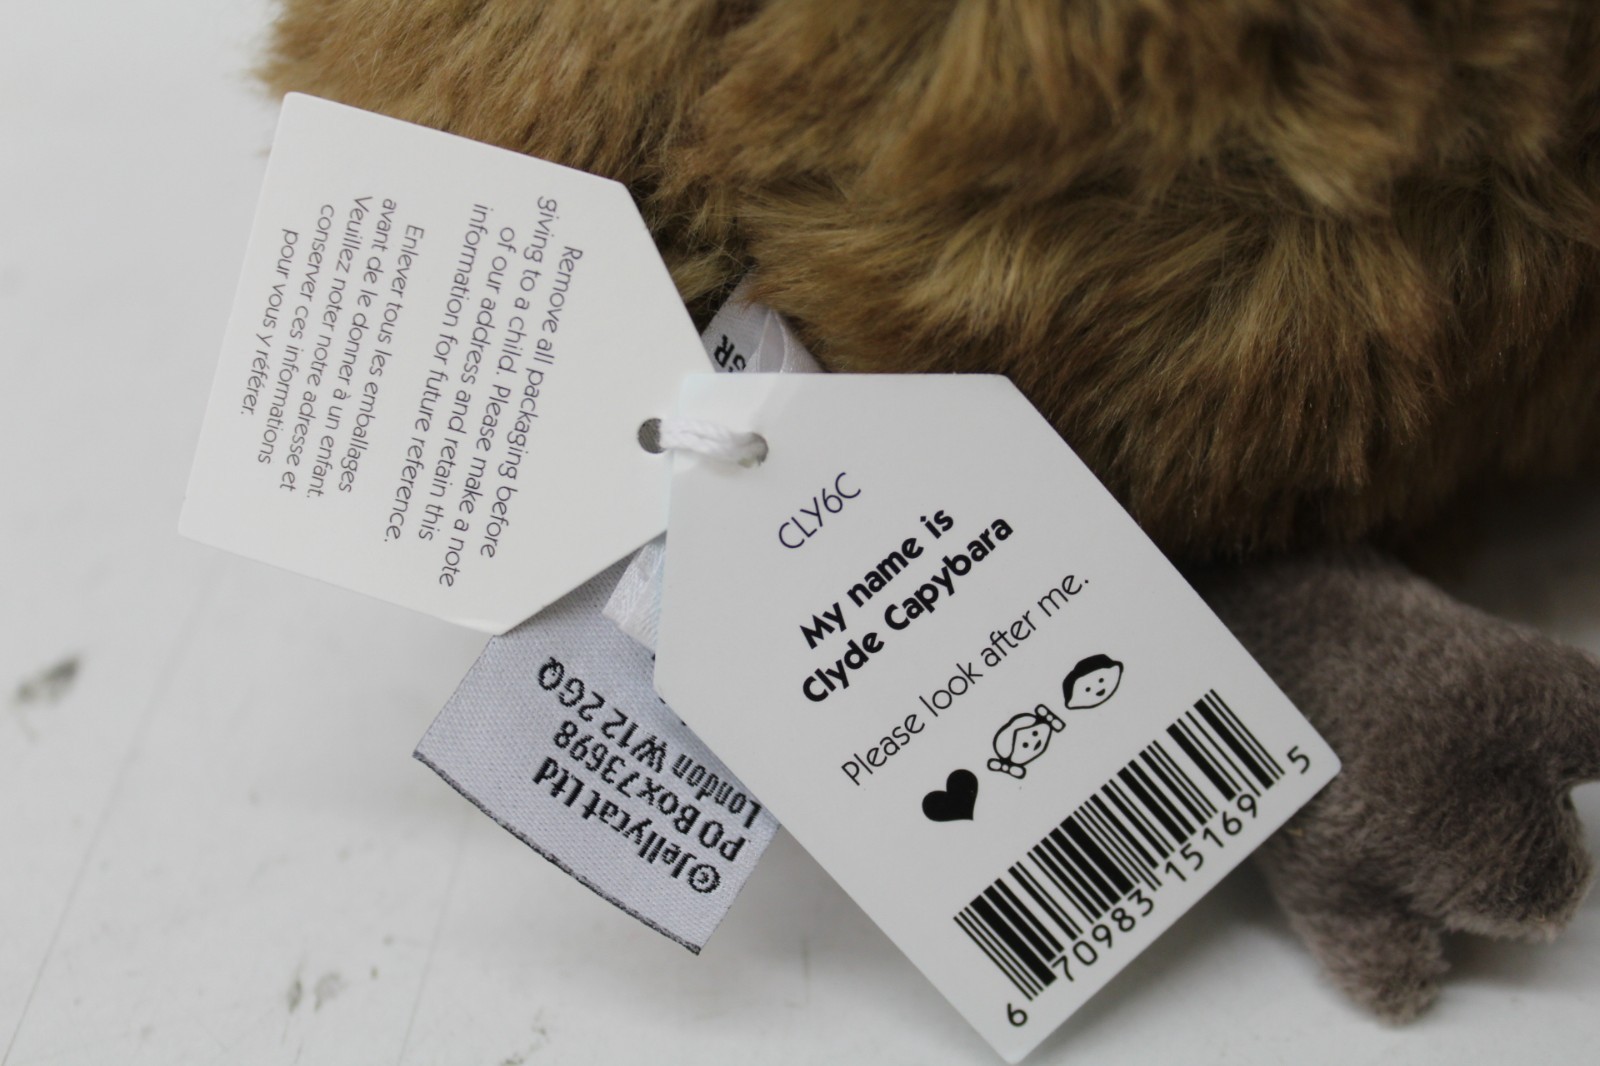 Remove all packaging before
giving to a child. Please make a note
of our address and retain this
information for future reference.
Enlever tous les emballages
avant de le donner à un enfant.
Veuillez noter notre adresse et
conserver ces informations
pour vous y référer.
CLY6C
My name is
Clyde Capybara
Please look after me.
6 70983 15169 5
©Jellycat Ltd
PO Box 73698
London W12 2GQ